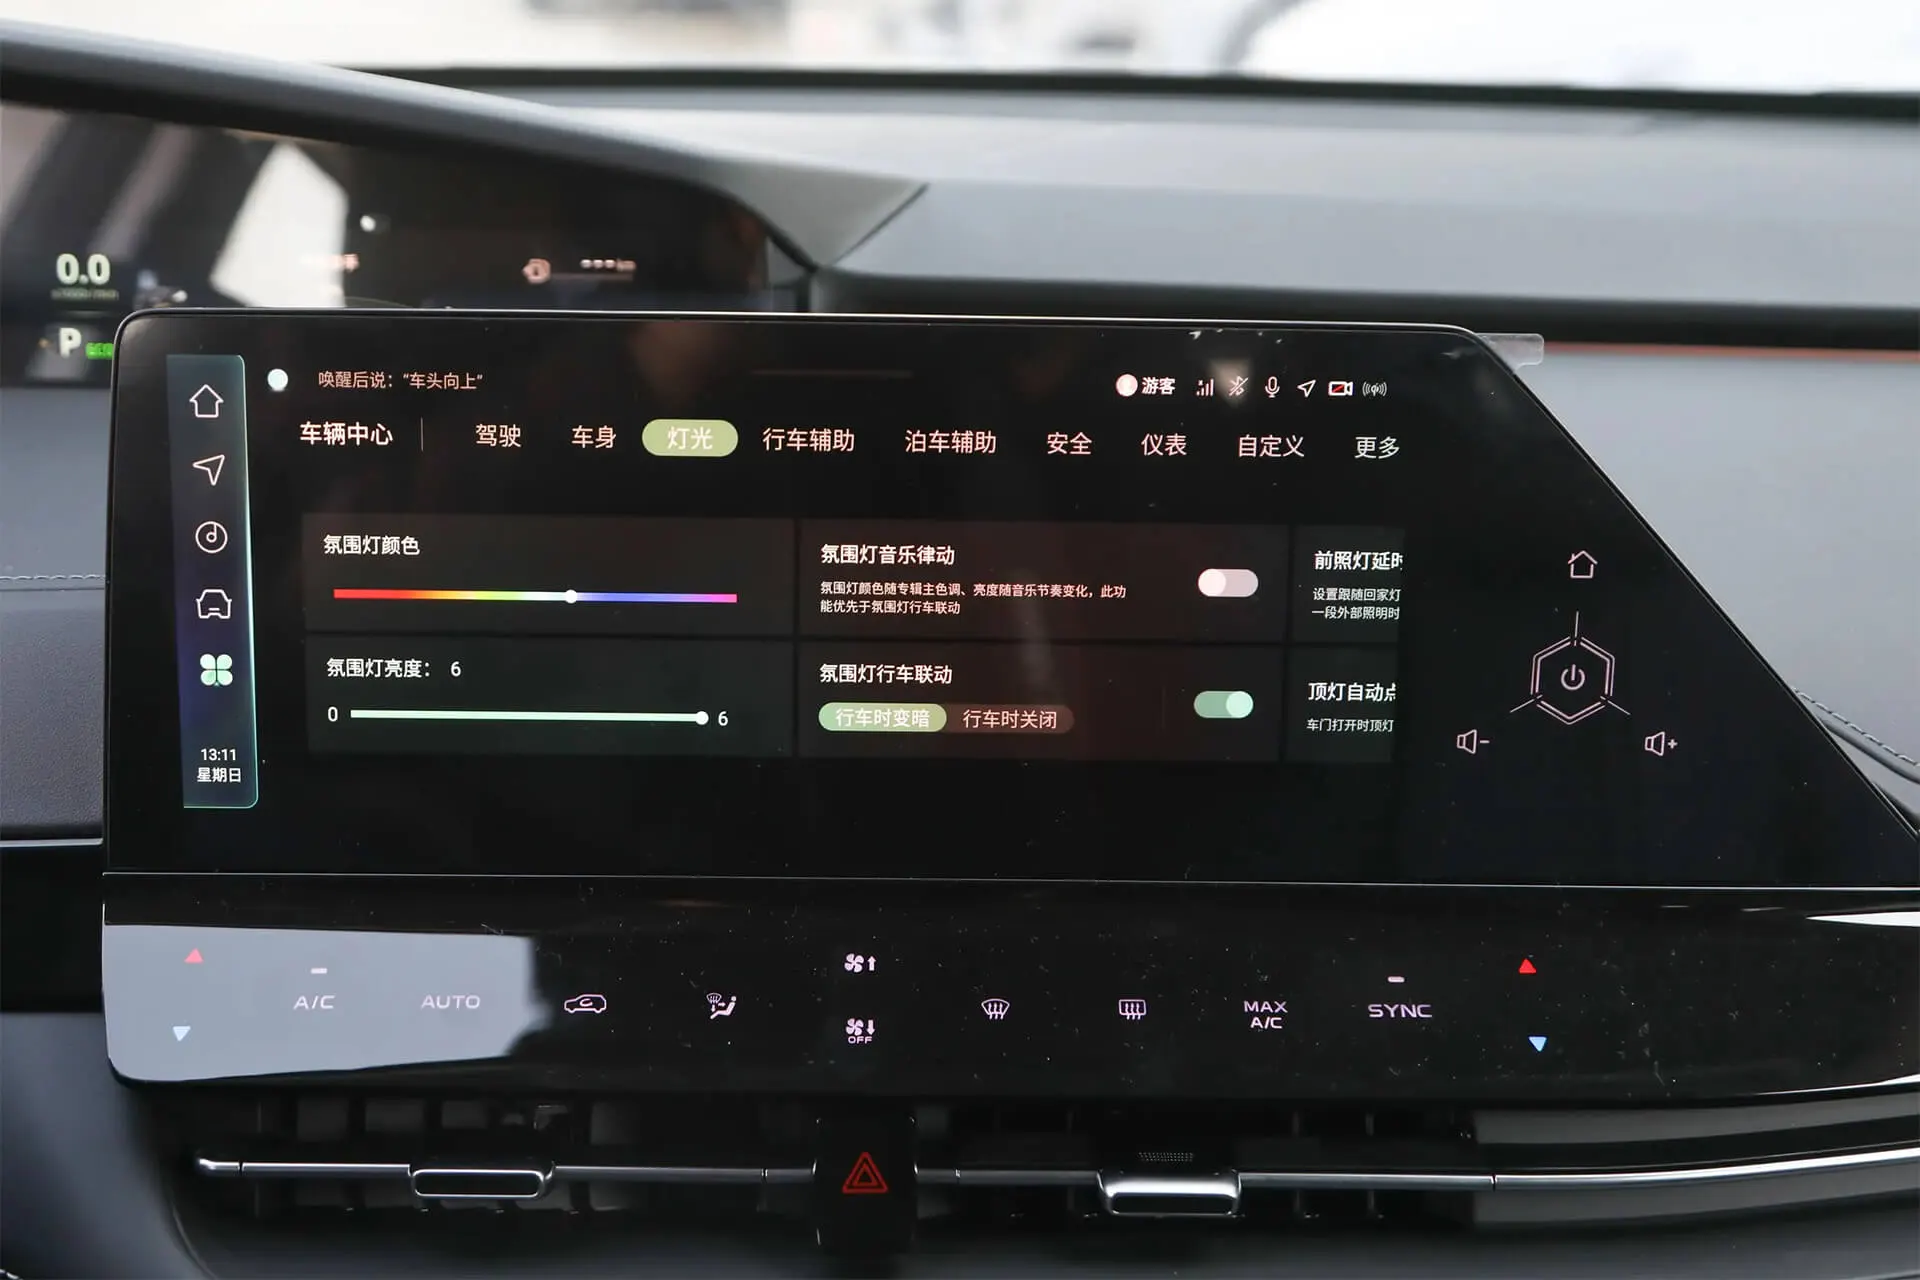 0.0
P
唤醒后说：“车头向上”
游客
车辆中心
驾驶
车身
灯光
行车辅助
泊车辅助
安全
仪表
自定义
更多
氛围灯颜色
氛围灯音乐律动
氛围灯颜色随专辑主色调、亮度随音乐节奏变化，此功
能优先于氛围灯行车联动
前照灯延时
设置跟随回家灯
一段外部照明时
氛围灯亮度： 6
0
6
氛围灯行车联动
行车时变暗
行车时关闭
顶灯自动点
车门打开时顶灯
13:11
星期日
A/C
AUTO
OFF
MAX
A/C
SYNC